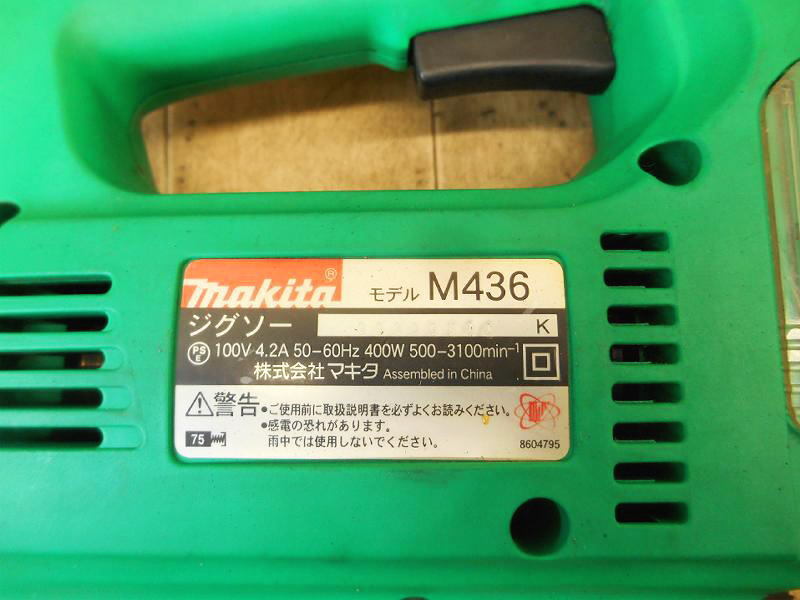 makita® モデル M436
ジグソー K
PS E 100V 4.2A 50-60Hz 400W 500-3100min⁻¹
株式会社マキタ Assembled in China
警告 •ご使用前に取扱説明書を必ずよくお読みください。
•感電の恐れがあります。
75 雨中では使用しないでください。 8604795